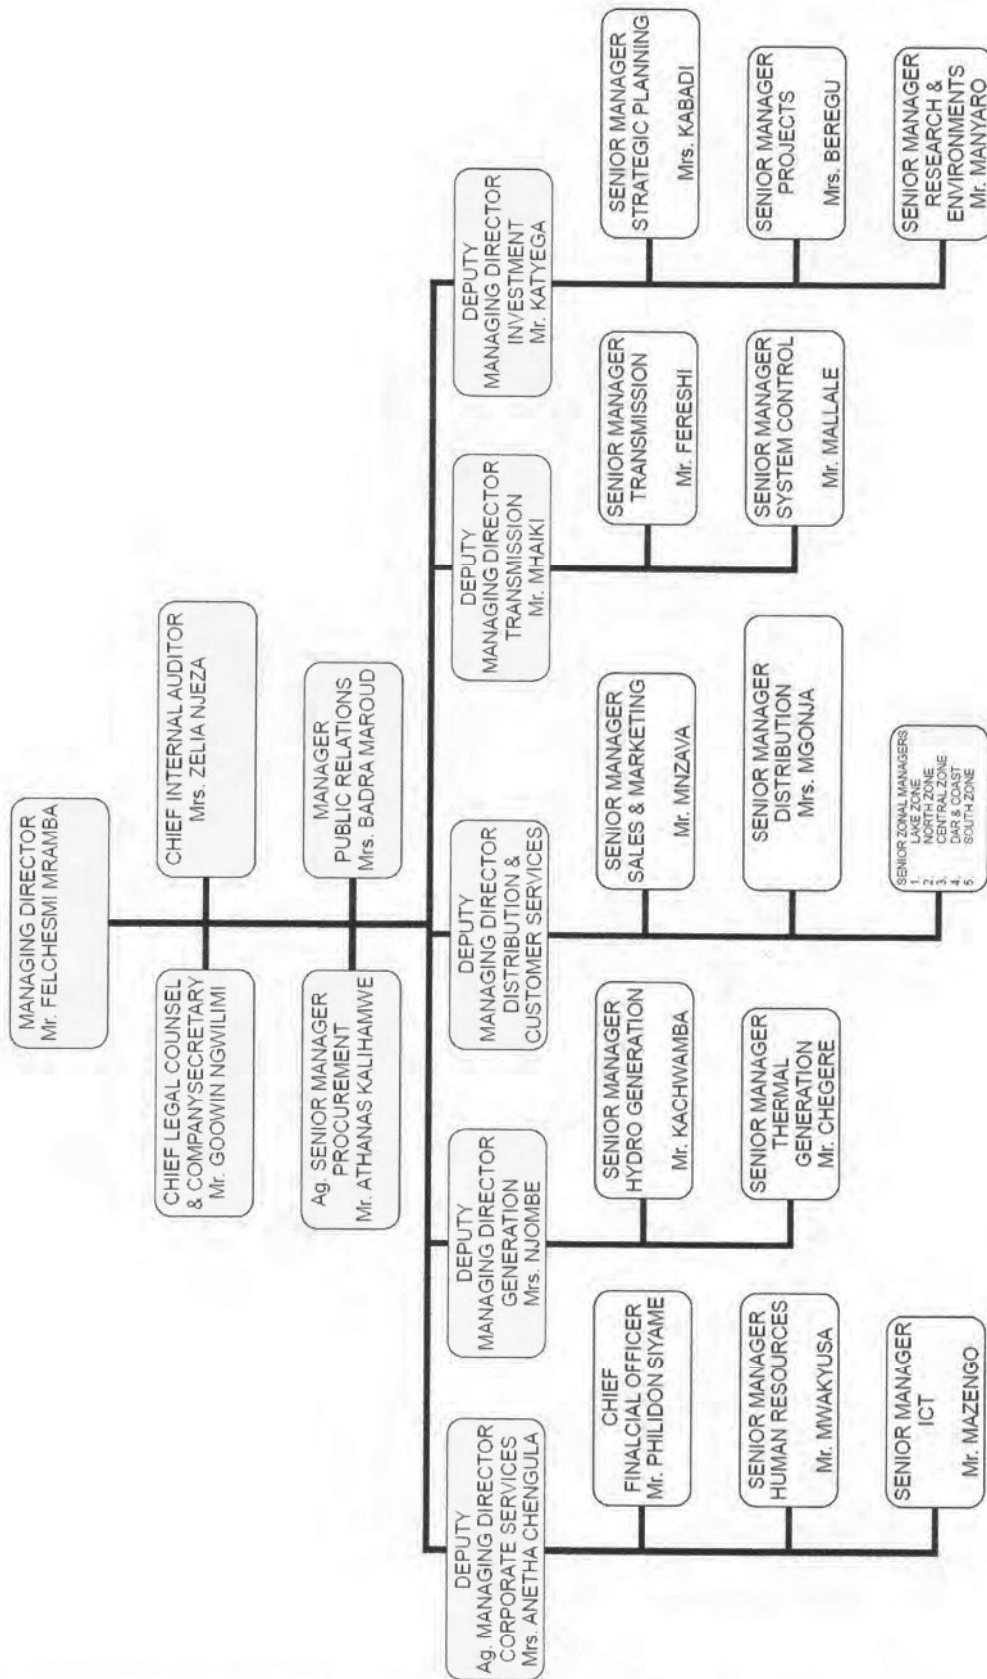 MANAGING DIRECTOR
Mr. FELCHESMI MRAMBA
CHIEF LEGAL COUNSEL
& COMPANYSECRETARY
Mr. GOOWIN NGWILIMI
CHIEF INTERNAL AUDITOR
Mrs. ZELIA NJEZA
Ag. SENIOR MANAGER
PROCUREMENT
Mr. ATHANAS KALIHAMWE
MANAGER
PUBLIC RELATIONS
Mrs. BADRA MAROUD
DEPUTY
Ag. MANAGING DIRECTOR
CORPORATE SERVICES
Mrs. ANETHA CHENGULA
DEPUTY
MANAGING DIRECTOR
GENERATION
Mrs. NJOMBE
DEPUTY
MANAGING DIRECTOR
DISTRIBUTION &
CUSTOMER SERVICES
DEPUTY
MANAGING DIRECTOR
TRANSMISSION
Mr. MHAIKI
DEPUTY
MANAGING DIRECTOR
INVESTMENT
Mr. KATYEGA
CHIEF
FINALCIAL OFFICER
Mr. PHILIDON SIYAME
SENIOR MANAGER
HYDRO GENERATION
Mr. KACHWAMBA
SENIOR MANAGER
SALES & MARKETING
Mr. MNZAVA
SENIOR MANAGER
TRANSMISSION
Mr. FERESHI
SENIOR MANAGER
STRATEGIC PLANNING
Mrs. KABADI
SENIOR MANAGER
HUMAN RESOURCES
Mr. MWAKYUSA
SENIOR MANAGER
THERMAL
GENERATION
Mr. CHEGERE
SENIOR MANAGER
DISTRIBUTION
Mrs. MGONJA
SENIOR MANAGER
SYSTEM CONTROL
Mr. MALLALE
SENIOR MANAGER
PROJECTS
Mrs. BEREGU
SENIOR MANAGER
ICT
Mr. MAZENGO
SENIOR ZONAL MANAGERS
1. LAKE ZONE
2. NORTH ZONE
3. CENTRAL ZONE
4. DAR & COAST
5. SOUTH ZONE
SENIOR MANAGER
RESEARCH &
ENVIRONMENTS
Mr. MANYARO